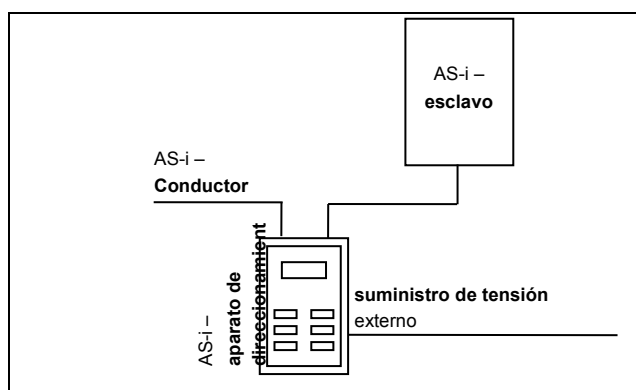 AS-i –
esclavo
AS-i –
Conductor
AS-i –
aparato de
direccionamient
suministro de tensión
externo